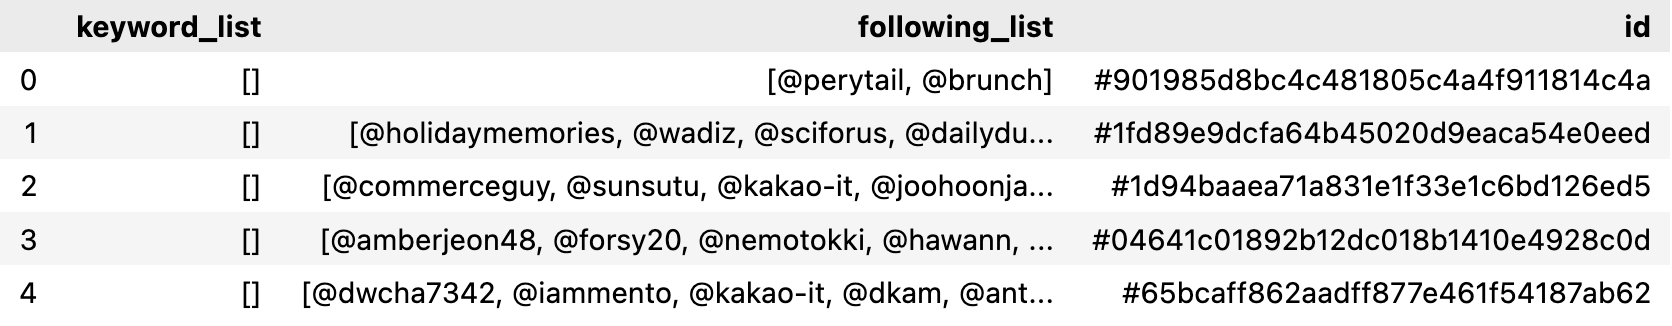 keyword_list following_list id
0 [] [@perytail, @brunch] #901985d8bc4c481805c4a4f911814c4a
1 [] [@holidaymemories, @wadiz, @sciforus, @dailydu... #1fd89e9dcfa64b45020d9eaca54e0eed
2 [] [@commerceguy, @sunsutu, @kakao-it, @joohoonja... #1d94baaea71a831e1f33e1c6bd126ed5
3 [] [@amberjeon48, @forsy20, @nemotokki, @hawann, ... #04641c01892b12dc018b1410e4928c0d
4 [] [@dwcha7342, @iammento, @kakao-it, @dkam, @ant... #65bcaff862aadff877e461f54187ab62